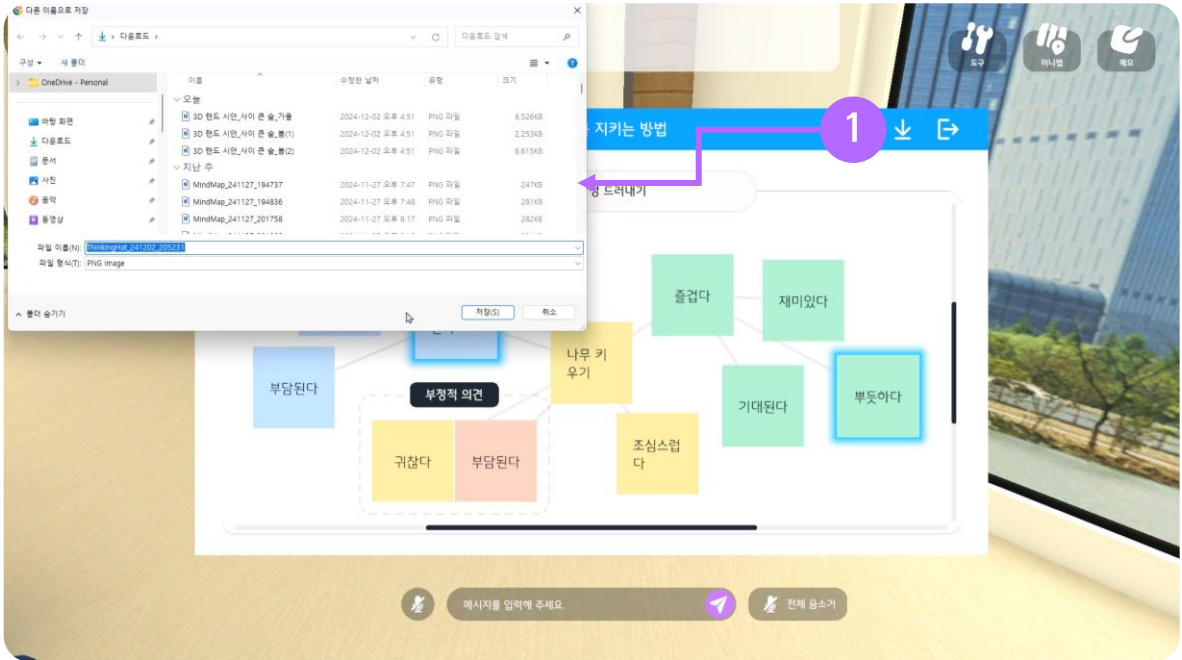 다른 이름으로 저장
다운로드
다운로드 검색
구성
새 폴더
OneDrive - Personal
바탕 화면
다운로드
문서
사진
음악
동영상
이름
수정한 날짜
유형
크기
오늘
3D 랜드 시안_사이 큰 숲_가을 2024-12-02 오후 4:51 PNG 파일 8,526KB
3D 랜드 시안_사이 큰 숲_봄(1) 2024-12-02 오후 4:51 PNG 파일 2,253KB
3D 랜드 시안_사이 큰 숲_봄(2) 2024-12-02 오후 4:51 PNG 파일 6,615KB
지난 주
MindMap_241127_194737 2024-11-27 오후 7:47 PNG 파일 247KB
MindMap_241127_194836 2024-11-27 오후 7:48 PNG 파일 261KB
MindMap_241127_201758 2024-11-27 오후 8:17 PNG 파일 282KB
파일 이름(N): ThinkingHat_241202_205231
파일 형식(T): PNG image
폴더 숨기기
저장(S)
취소
도구
미니맵
메모
지키는 방법
1
드러내기
즐겁다
재미있다
나무 키
우기
부담된다
부정적 의견
기대된다
뿌듯하다
귀찮다
부담된다
조심스럽
다
메시지를 입력해 주세요.
전체 음소거